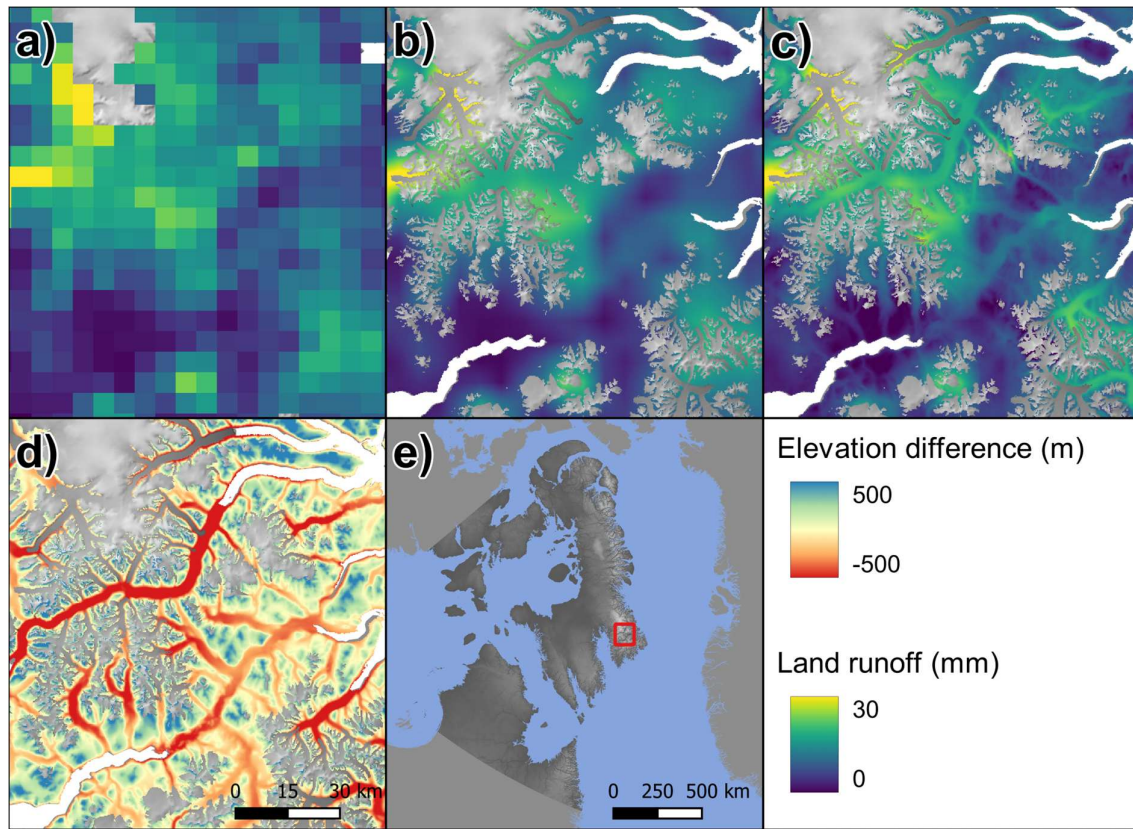 a)
b)
c)
d)
0 15 30 km
e)
0 250 500 km
Elevation difference (m)
500
-500
Land runoff (mm)
30
0